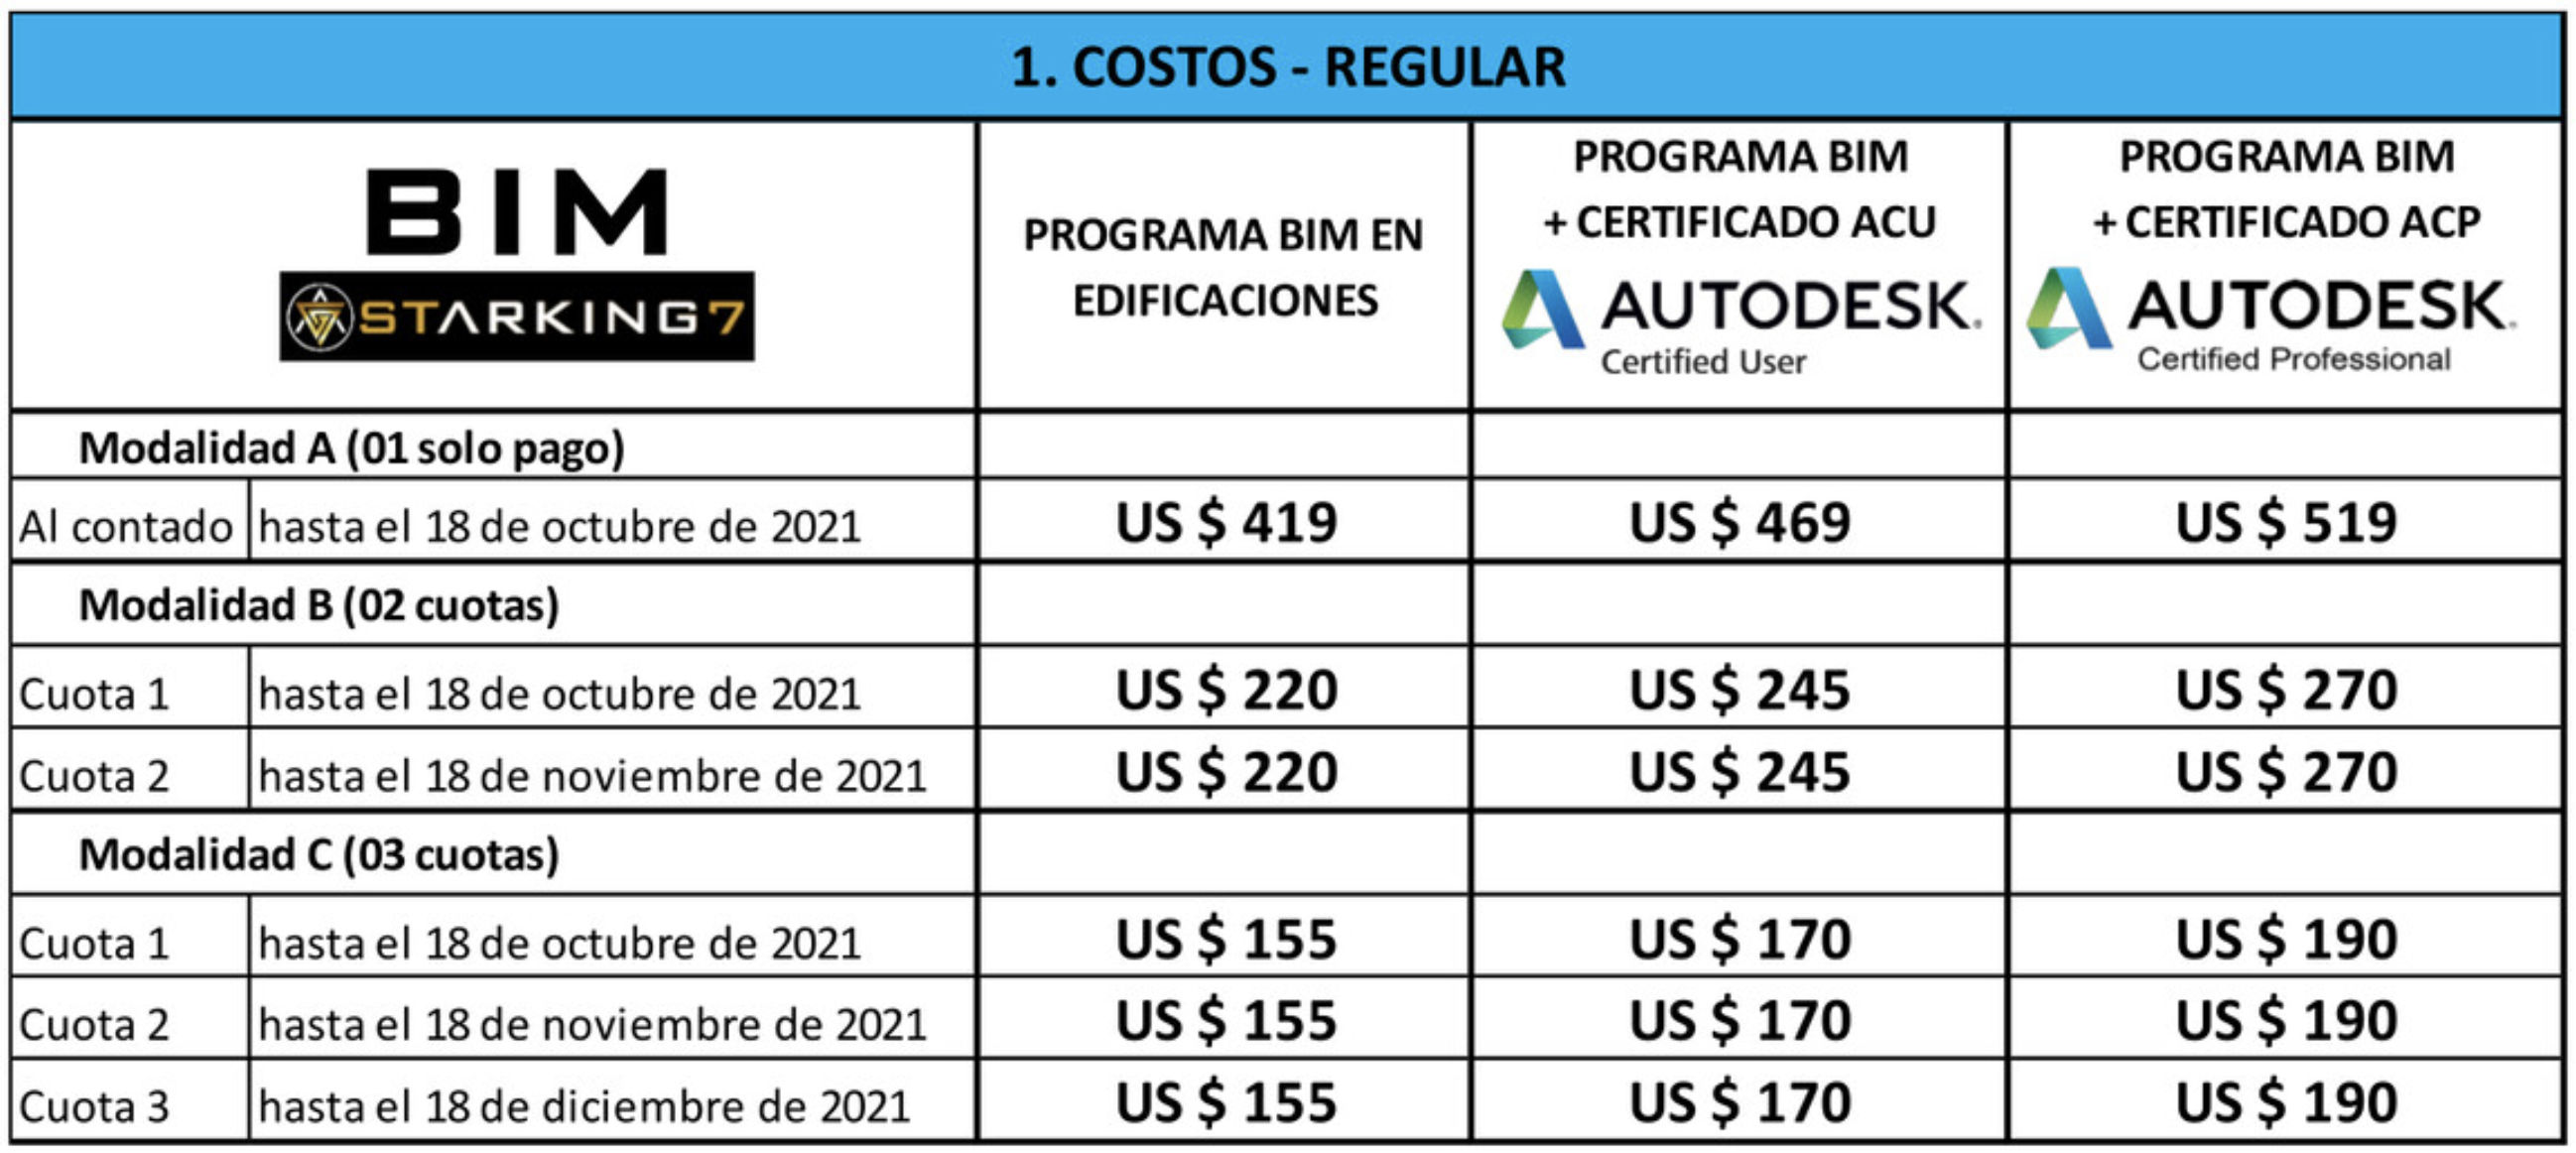 1. COSTOS - REGULAR
BIM
STARKING7
PROGRAMA BIM EN
EDIFICACIONES
PROGRAMA BIM
+ CERTIFICADO ACU
AUTODESK.
Certified User
PROGRAMA BIM
+ CERTIFICADO ACP
AUTODESK.
Certified Professional
Modalidad A (01 solo pago)
Al contado hasta el 18 de octubre de 2021 US $ 419 US $ 469 US $ 519
Modalidad B (02 cuotas)
Cuota 1 hasta el 18 de octubre de 2021 US $ 220 US $ 245 US $ 270
Cuota 2 hasta el 18 de noviembre de 2021 US $ 220 US $ 245 US $ 270
Modalidad C (03 cuotas)
Cuota 1 hasta el 18 de octubre de 2021 US $ 155 US $ 170 US $ 190
Cuota 2 hasta el 18 de noviembre de 2021 US $ 155 US $ 170 US $ 190
Cuota 3 hasta el 18 de diciembre de 2021 US $ 155 US $ 170 US $ 190